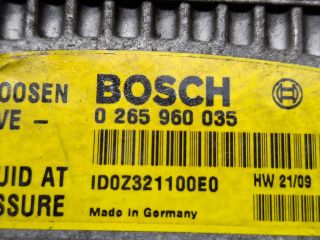 OOSEN
BOSCH
VE -
0 265 960 035
UID AT
ID0Z321100E0
HW 21/09
SSURE
Made in Germany